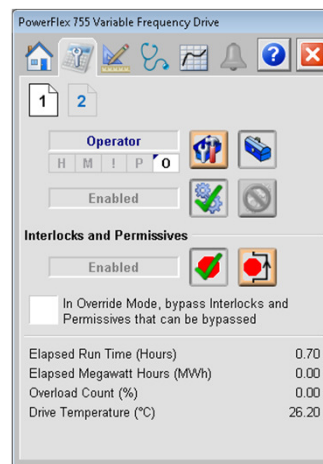 PowerFlex 755 Variable Frequency Drive
1 2
Operator
H M ! P O
Enabled
Interlocks and Permissives
Enabled
In Override Mode, bypass Interlocks and
Permissives that can be bypassed
Elapsed Run Time (Hours) 0.70
Elapsed Megawatt Hours (MWh) 0.00
Overload Count (%) 0.00
Drive Temperature (°C) 26.20